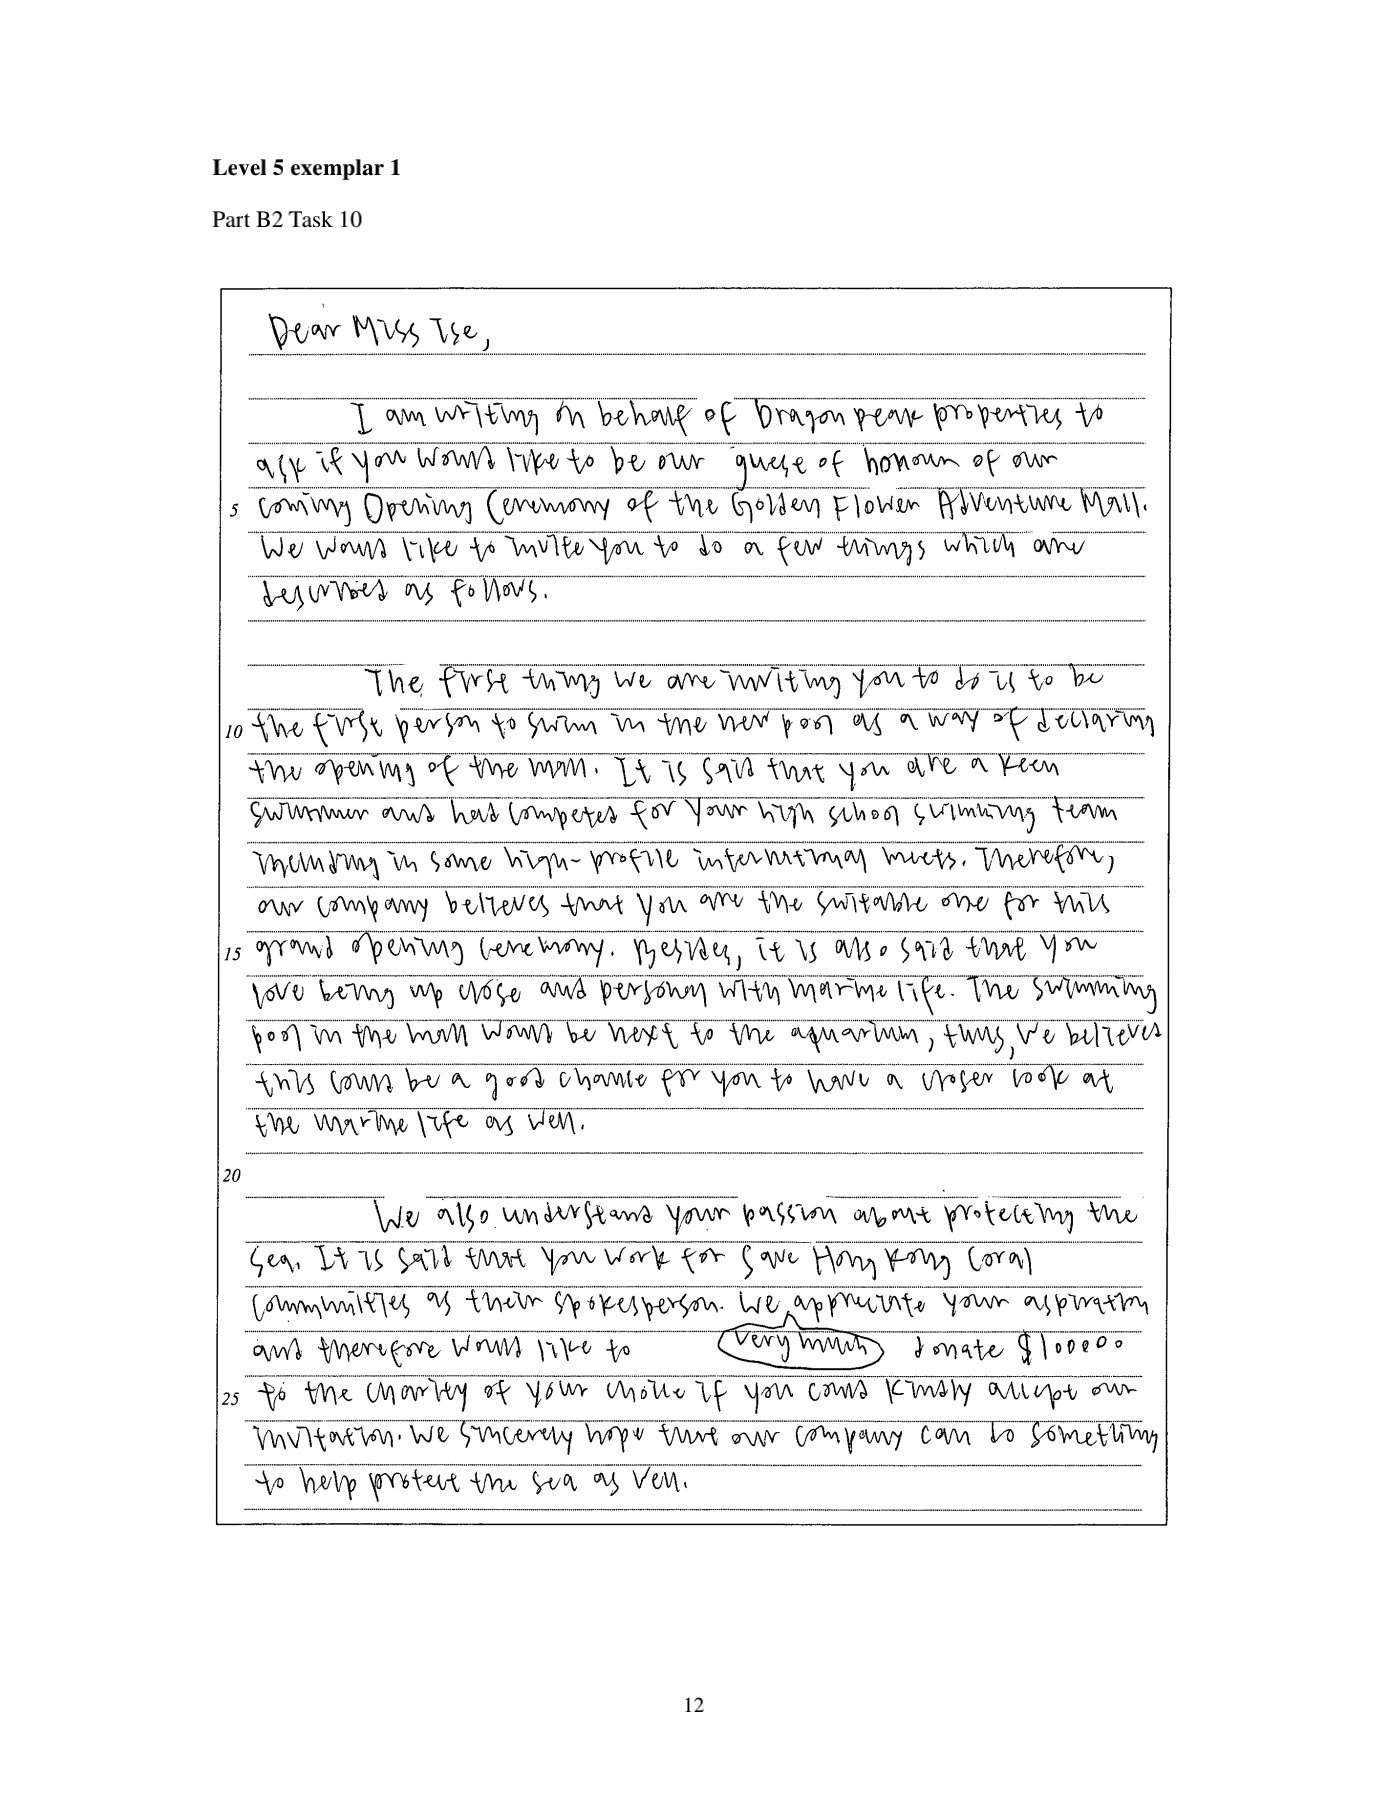 Level 5 exemplar 1
Part B2 Task 10
Dear Miss Tse,
I am writing on behalf of Dragonpeak properties to
ask if you would like to be our guest of honour of our
5 coming Opening Ceremony of the Golden Flower Adventure Mall.
We would like to invite you to do a few things which are
described as follows.
The first thing we are inviting you to do is to be
10 the first person to swim in the new pool as a way of declaring
the opening of the mall. It is said that you are a keen
swimmer and had competed for your high school swimming team
including in some high-profile international meets. Therefore,
our company believes that you are the suitable one for this
15 grand opening ceremony. Besides, it is also said that you
love being up close and personal with marine life. The swimming
pool in the mall would be next to the aquarium, thus, we believes
this could be a good chance for you to have a closer look at
the marine life as well.
20
We also understand your passion about protecting the
sea. It is said that you work for Save Hong Kong Coral
Communities as their spokesperson. We appreciate your aspiration
and therefore would like to very much donate $100000
25 to the charity of your choice if you could kindly accept our
invitation. We sincerely hope that our company can do something
to help protect the sea as well.
12